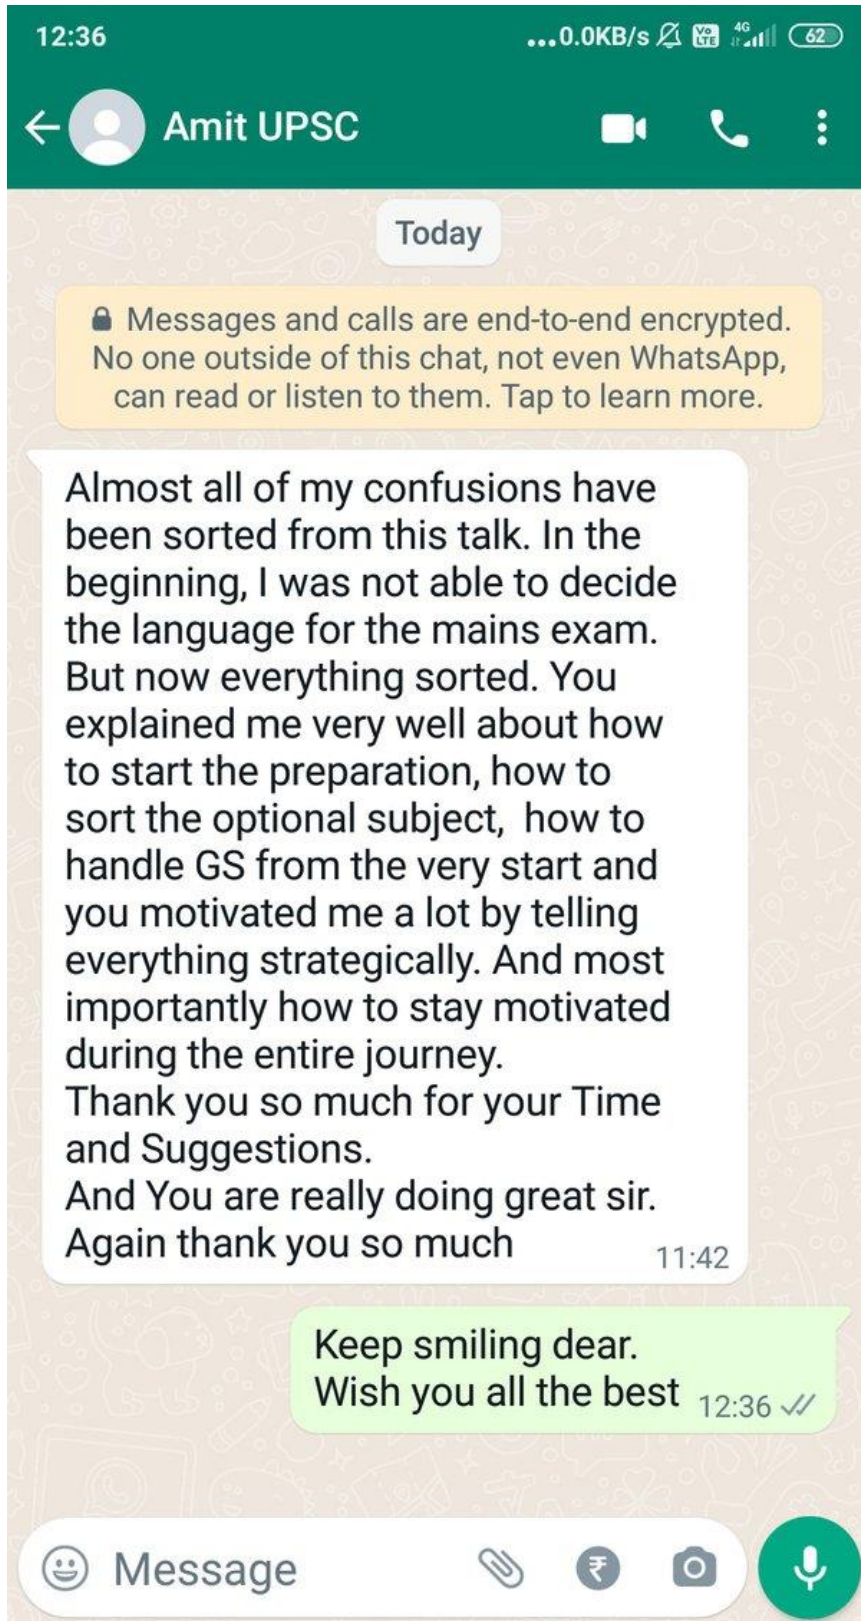 12:36
...0.0KB/s Vo LTE 4G 62
Amit UPSC
Today
Messages and calls are end-to-end encrypted.
No one outside of this chat, not even WhatsApp,
can read or listen to them. Tap to learn more.
Almost all of my confusions have
been sorted from this talk. In the
beginning, I was not able to decide
the language for the mains exam.
But now everything sorted. You
explained me very well about how
to start the preparation, how to
sort the optional subject,  how to
handle GS from the very start and
you motivated me a lot by telling
everything strategically. And most
importantly how to stay motivated
during the entire journey.
Thank you so much for your Time
and Suggestions.
And You are really doing great sir.
Again thank you so much
11:42
Keep smiling dear.
Wish you all the best 12:36
Message ₹